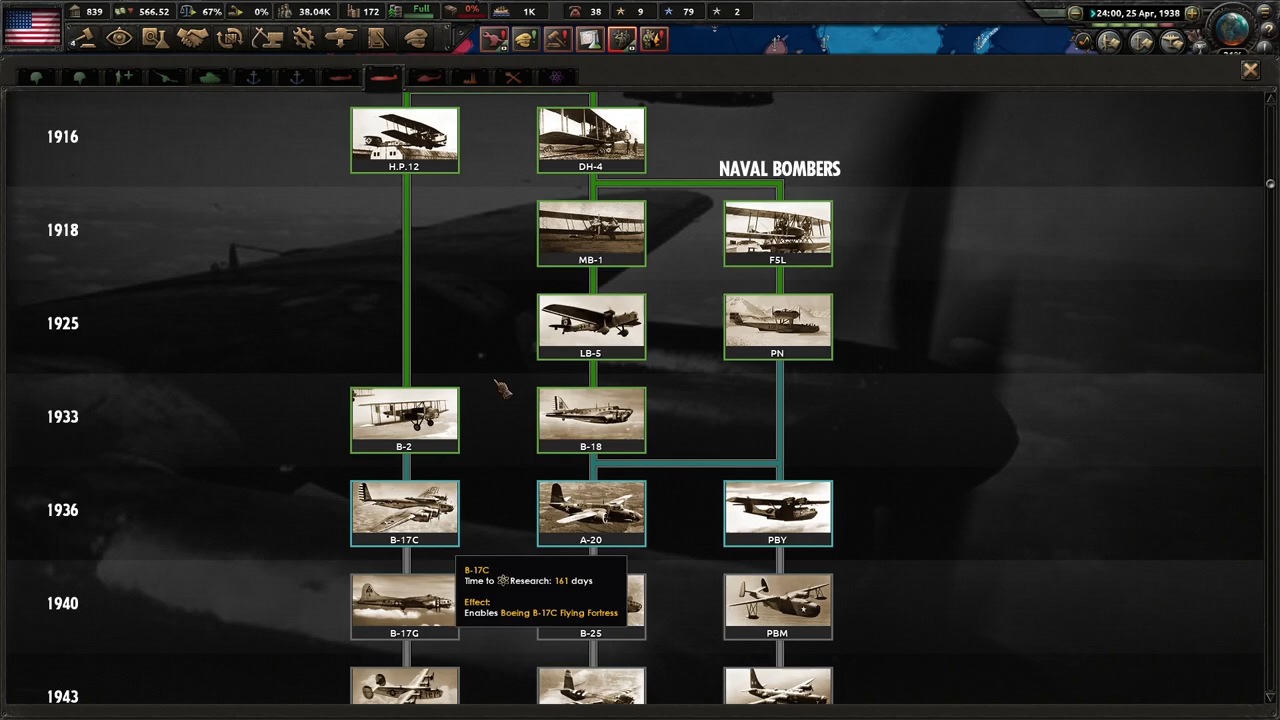 839 566.52 67% 0% 38.04K 172 Full 0% 1K 38 9 79 2 24:00, 25 Apr, 1938
4
1916
H.P.12 DH-4
NAVAL BOMBERS
1918
MB-1 F5L
1925
LB-5 PN
1933
B-2 B-18
1936
B-17C A-20 PBY
B-17C
Time to Research: 161 days
Effect:
Enables Boeing B-17C Flying Fortress
1940
B-17G B-25 PBM
1943